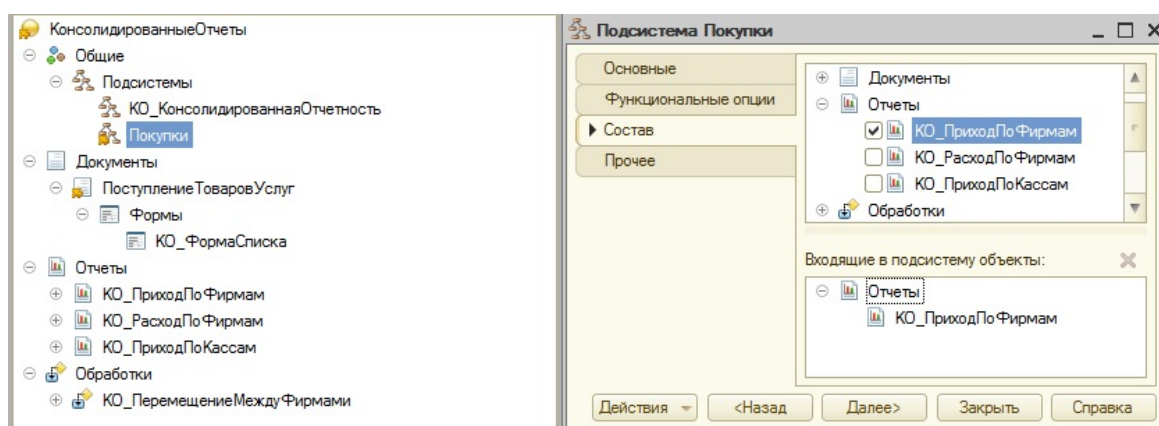 КонсолидированныеОтчеты
Общие
Подсистемы
КО_КонсолидированнаяОтчетность
Покупки
Документы
ПоступлениеТоваровУслуг
Формы
КО_ФормаСписка
Отчеты
КО_ПриходПоФирмам
КО_РасходПоФирмам
КО_ПриходПоКассам
Обработки
КО_ПеремещениеМеждуФирмами
Подсистема Покупки
Основные
Функциональные опции
Состав
Прочее
Документы
Отчеты
КО_ПриходПоФирмам
КО_РасходПоФирмам
КО_ПриходПоКассам
Обработки
Входящие в подсистему объекты:
Отчеты
КО_ПриходПоФирмам
Действия <Назад Далее> Закрыть Справка